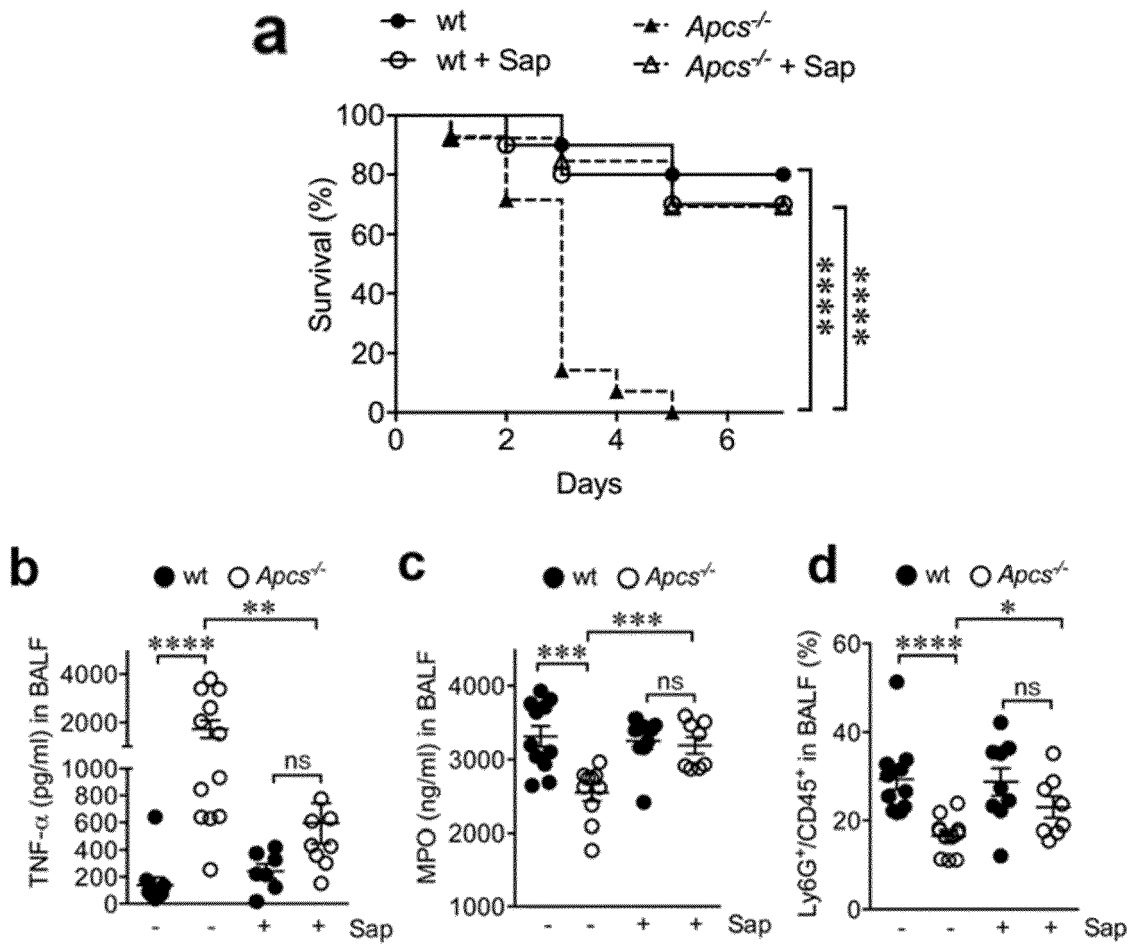 a
wt
Apcs-/-
wt + Sap
Apcs-/- + Sap
100
80
60
40
20
0
Survival (%)
0 2 4 6
Days
****
****
b
wt Apcs-/-
**
****
ns
TNF-α (pg/ml) in BALF
4000
2000
1000
800
600
400
200
0
- - + + Sap
c
wt Apcs-/-
***
***
ns
MPO (ng/ml) in BALF
4000
3000
2000
1000
- - + + Sap
d
wt Apcs-/-
*
****
ns
Ly6G+/CD45+ in BALF (%)
60
40
20
0
- - + + Sap